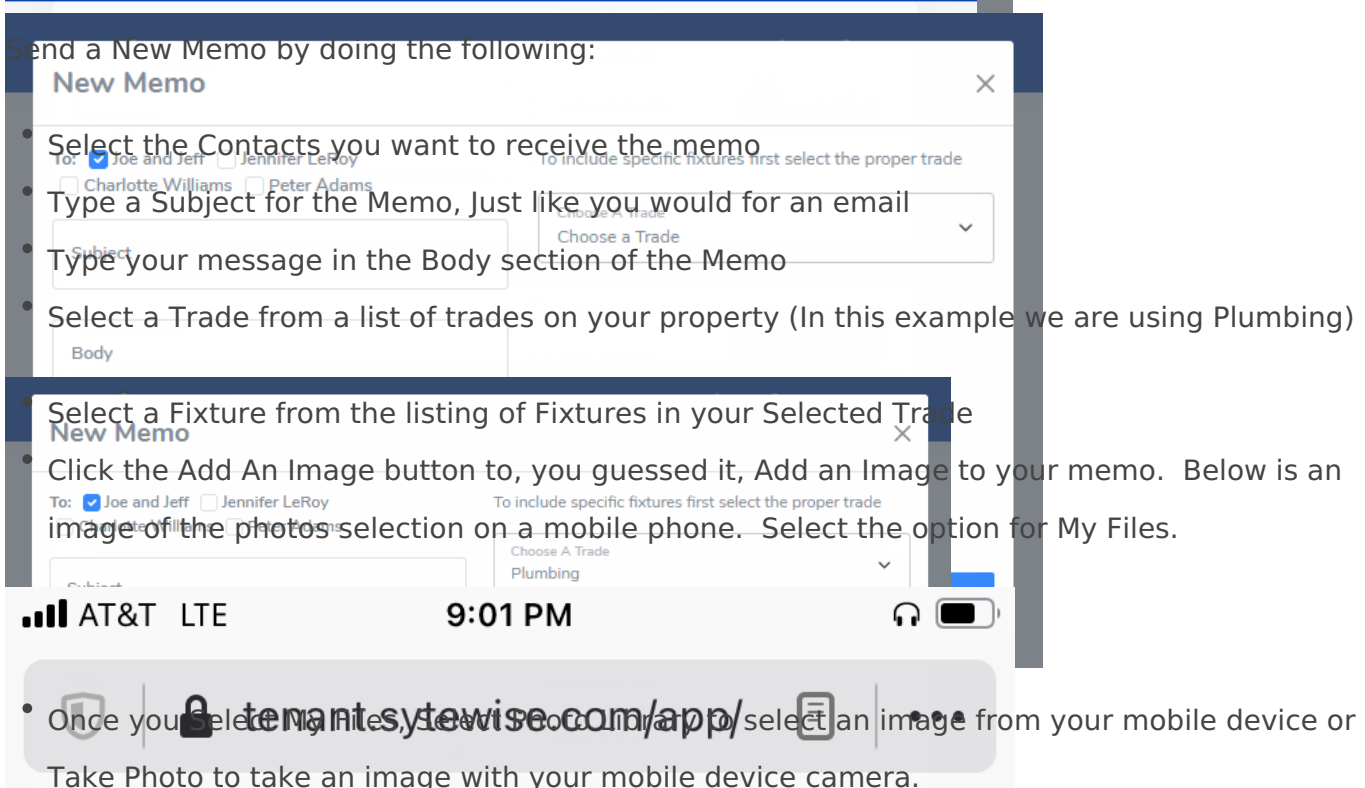 Send a New Memo by doing the following:
New Memo
Select the Contacts you want to receive the memo
To: Joe and Jeff Jennifer LeRoy
To include specific fixtures first select the proper trade
Charlotte Williams Peter Adams
Type a Subject for the Memo, Just like you would for an email
Choose A Trade
Choose a Trade
Subject
Type your message in the Body section of the Memo
Select a Trade from a list of trades on your property (In this example we are using Plumbing)
Body
Select a Fixture from the listing of Fixtures in your Selected Trade
New Memo
Click the Add An Image button to, you guessed it, Add an Image to your memo. Below is an
To: Joe and Jeff Jennifer LeRoy
To include specific fixtures first select the proper trade
Charlotte Williams Peter Adams
image of the photos selection on a mobile phone. Select the option for My Files.
Choose A Trade
Plumbing
Subject
AT&T LTE 9:01 PM
tenant.sytewise.com/app/
Once you Select My Files, Select Photo Library to select an image from your mobile device or
Take Photo to take an image with your mobile device camera.